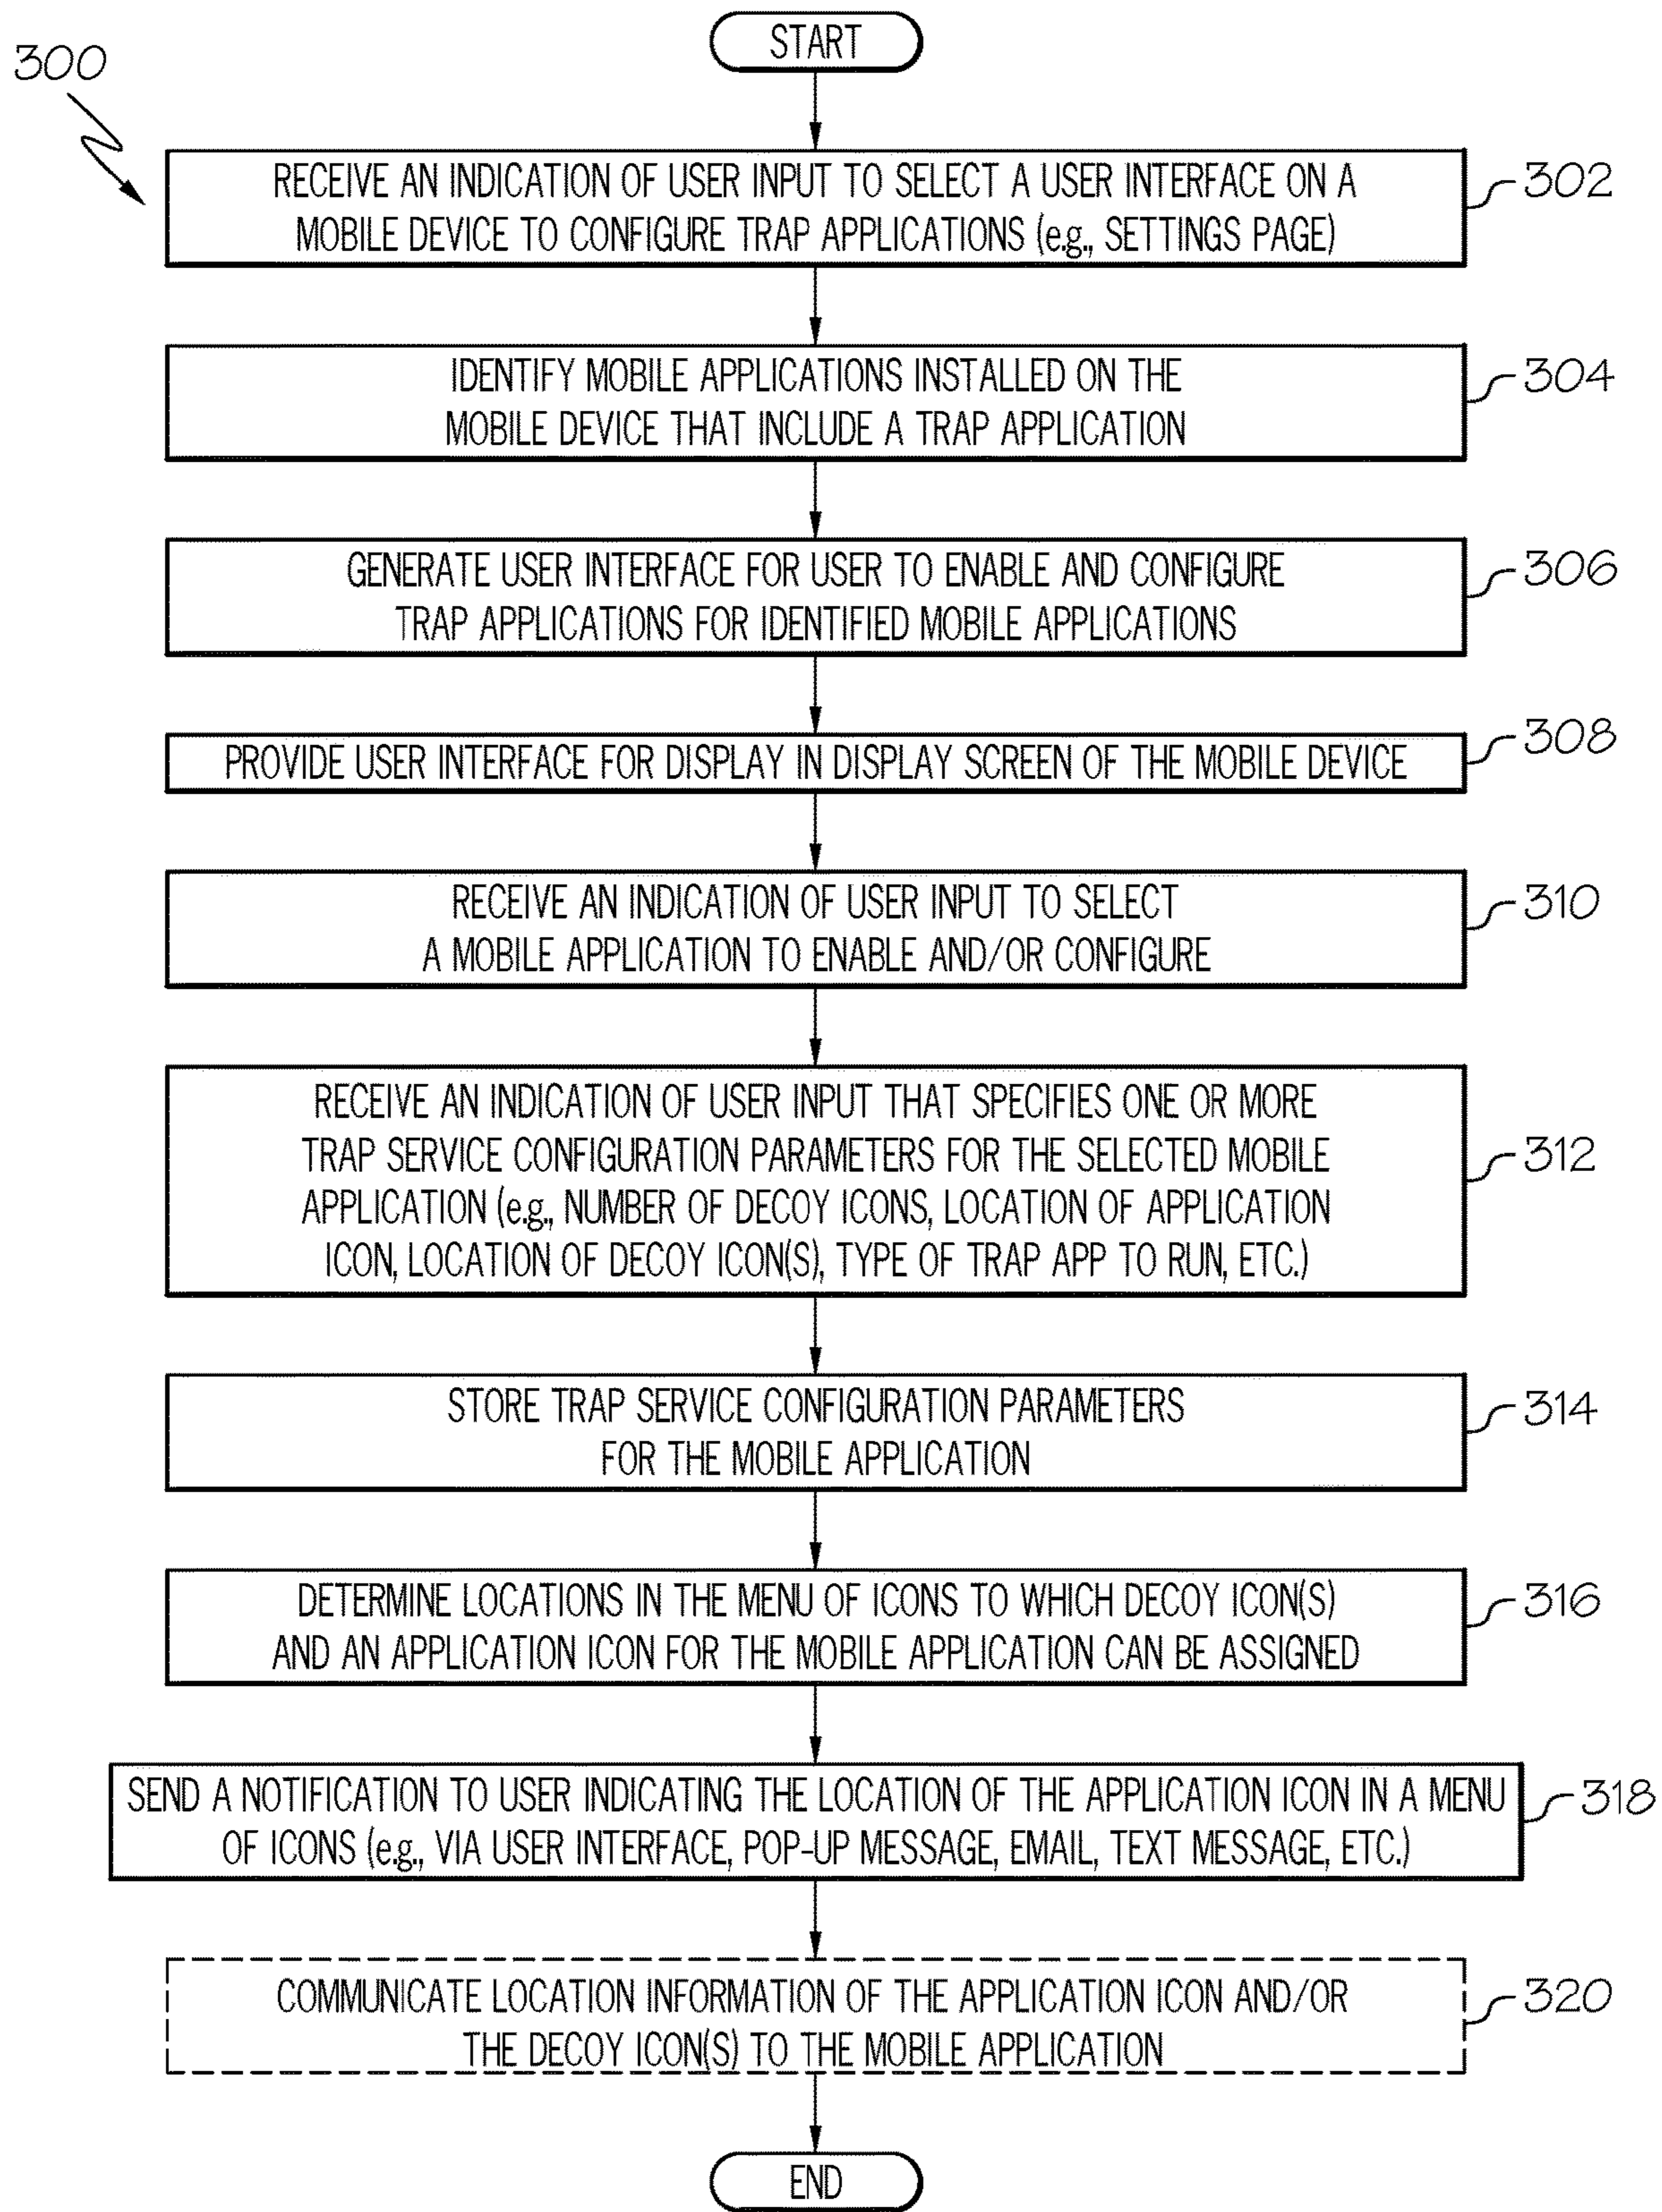 START
300
RECEIVE AN INDICATION OF USER INPUT TO SELECT A USER INTERFACE ON A
MOBILE DEVICE TO CONFIGURE TRAP APPLICATIONS (e.g., SETTINGS PAGE)
302
IDENTIFY MOBILE APPLICATIONS INSTALLED ON THE
MOBILE DEVICE THAT INCLUDE A TRAP APPLICATION
304
GENERATE USER INTERFACE FOR USER TO ENABLE AND CONFIGURE
TRAP APPLICATIONS FOR IDENTIFIED MOBILE APPLICATIONS
306
PROVIDE USER INTERFACE FOR DISPLAY IN DISPLAY SCREEN OF THE MOBILE DEVICE
308
RECEIVE AN INDICATION OF USER INPUT TO SELECT
A MOBILE APPLICATION TO ENABLE AND/OR CONFIGURE
310
RECEIVE AN INDICATION OF USER INPUT THAT SPECIFIES ONE OR MORE
TRAP SERVICE CONFIGURATION PARAMETERS FOR THE SELECTED MOBILE
APPLICATION (e.g., NUMBER OF DECOY ICONS, LOCATION OF APPLICATION
ICON, LOCATION OF DECOY ICON(S), TYPE OF TRAP APP TO RUN, ETC.)
312
STORE TRAP SERVICE CONFIGURATION PARAMETERS
FOR THE MOBILE APPLICATION
314
DETERMINE LOCATIONS IN THE MENU OF ICONS TO WHICH DECOY ICON(S)
AND AN APPLICATION ICON FOR THE MOBILE APPLICATION CAN BE ASSIGNED
316
SEND A NOTIFICATION TO USER INDICATING THE LOCATION OF THE APPLICATION ICON IN A MENU
OF ICONS (e.g., VIA USER INTERFACE, POP-UP MESSAGE, EMAIL, TEXT MESSAGE, ETC.)
318
COMMUNICATE LOCATION INFORMATION OF THE APPLICATION ICON AND/OR
THE DECOY ICON(S) TO THE MOBILE APPLICATION
320
END